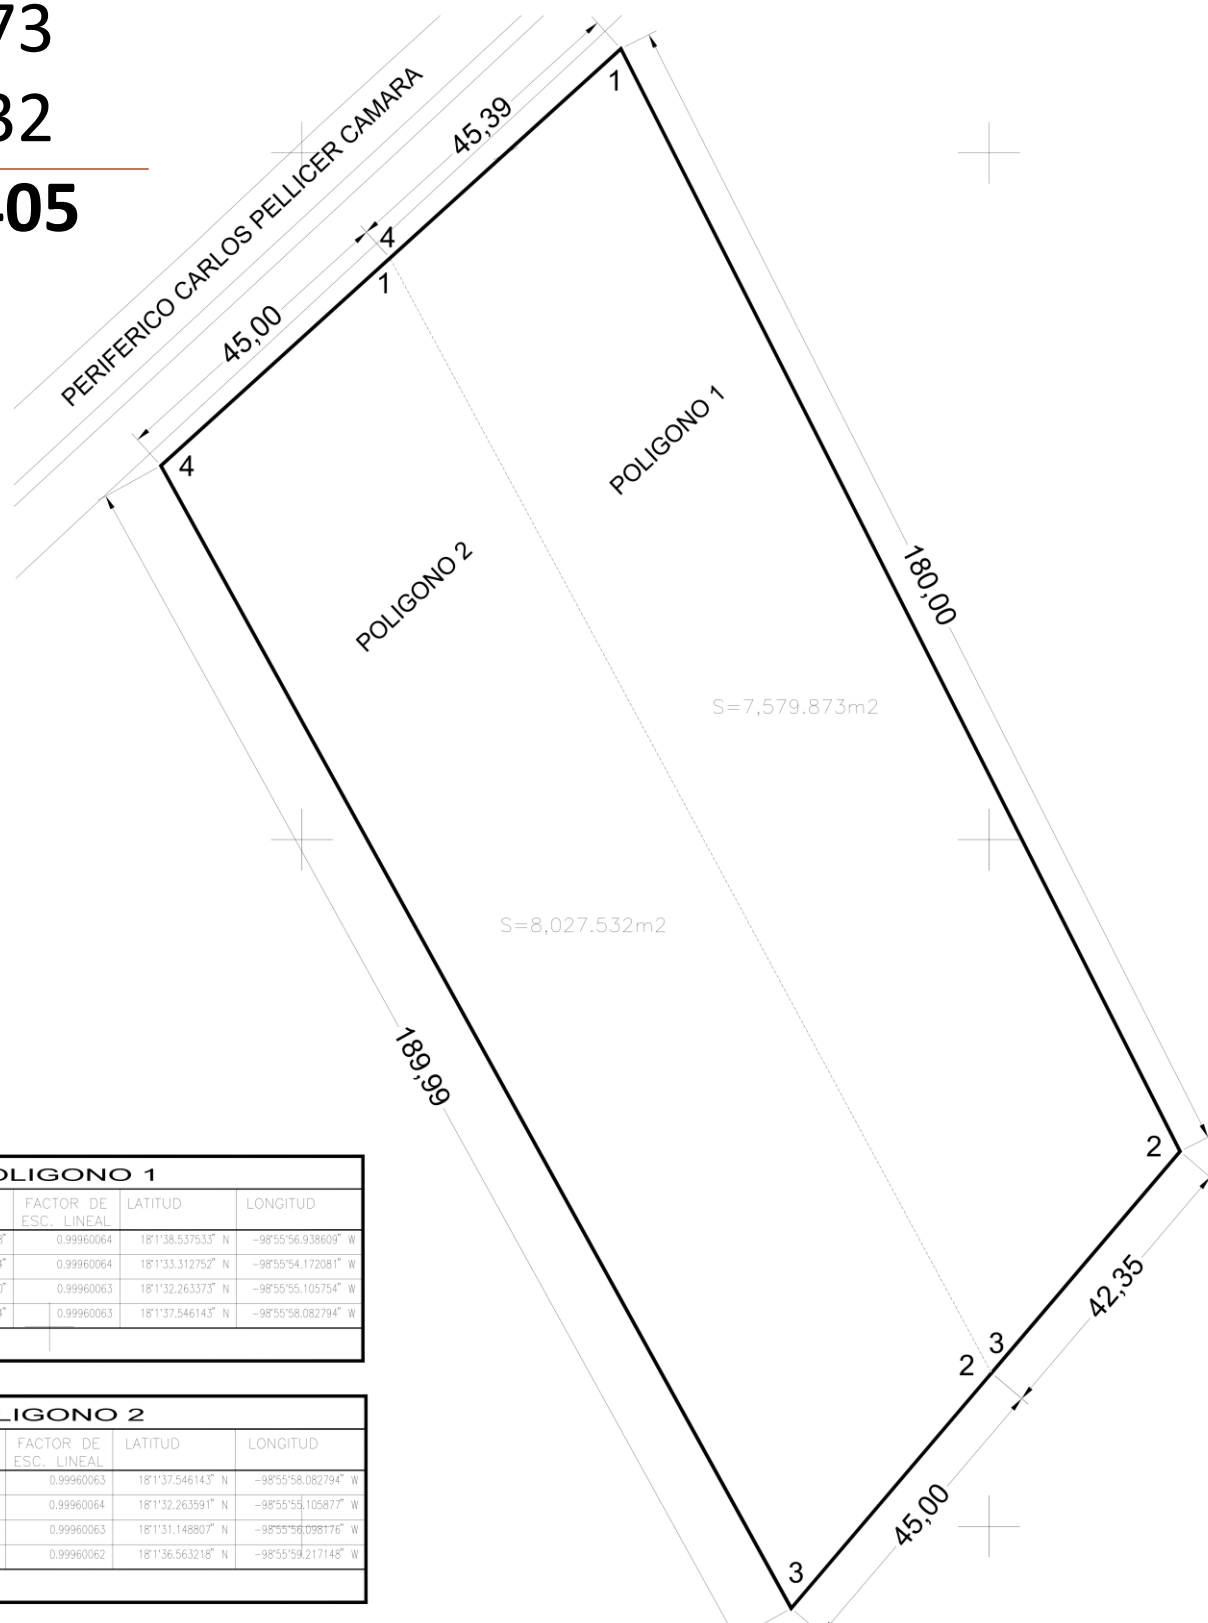 73
32
405
PERIFERICO CARLOS PELLICER CAMARA
45,39
1
4
1
45,00
4
POLIGONO 1
POLIGONO 2
180,00
S=7,579.873m2
S=8,027.532m2
189,99
2
42,35
3
2
45,00
3
OLIGONO 1
FACTOR DE ESC. LINEAL LATITUD LONGITUD
0.99960064 18°1'38.537533" N -98°55'56.938609" W
0.99960064 18°1'33.312752" N -98°55'54.172081" W
0.99960063 18°1'32.263373" N -98°55'55.105754" W
0.99960063 18°1'37.546143" N -98°55'58.082794" W
LIGONO 2
FACTOR DE ESC. LINEAL LATITUD LONGITUD
0.99960063 18°1'37.546143" N -98°55'58.082794" W
0.99960064 18°1'32.263591" N -98°55'55.105877" W
0.99960063 18°1'31.148807" N -98°55'56.098176" W
0.99960062 18°1'36.563218" N -98°55'59.217148" W